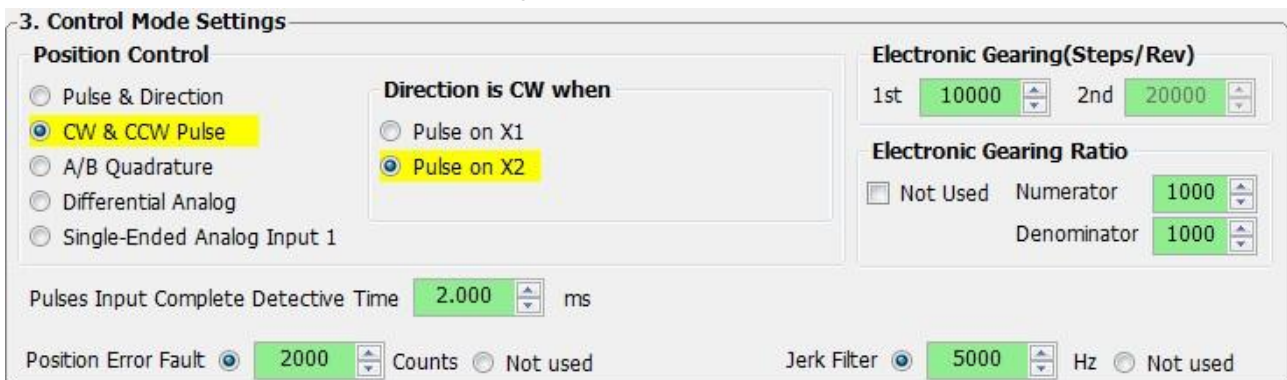 3. Control Mode Settings
Position Control
Pulse & Direction
CW & CCW Pulse
A/B Quadrature
Differential Analog
Single-Ended Analog Input 1
Direction is CW when
Pulse on X1
Pulse on X2
Electronic Gearing(Steps/Rev)
1st 10000 2nd 20000
Electronic Gearing Ratio
Not Used Numerator 1000
Denominator 1000
Pulses Input Complete Detective Time 2.000 ms
Position Error Fault 2000 Counts Not used
Jerk Filter 5000 Hz Not used